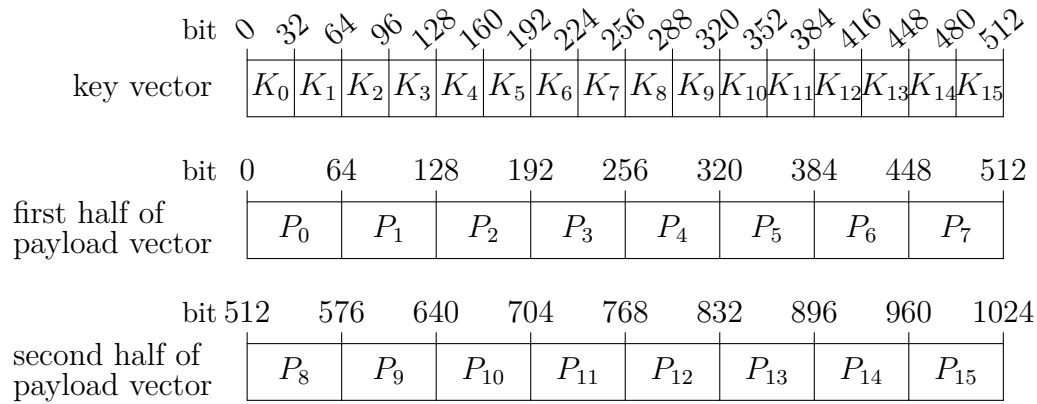 bit 0 32 64 96 128 160 192 224 256 288 320 352 384 416 448 480 512
key vector K₀ K₁ K₂ K₃ K₄ K₅ K₆ K₇ K₈ K₉ K₁₀ K₁₁ K₁₂ K₁₃ K₁₄ K₁₅
bit 0 64 128 192 256 320 384 448 512
first half of
payload vector P₀ P₁ P₂ P₃ P₄ P₅ P₆ P₇
bit 512 576 640 704 768 832 896 960 1024
second half of
payload vector P₈ P₉ P₁₀ P₁₁ P₁₂ P₁₃ P₁₄ P₁₅